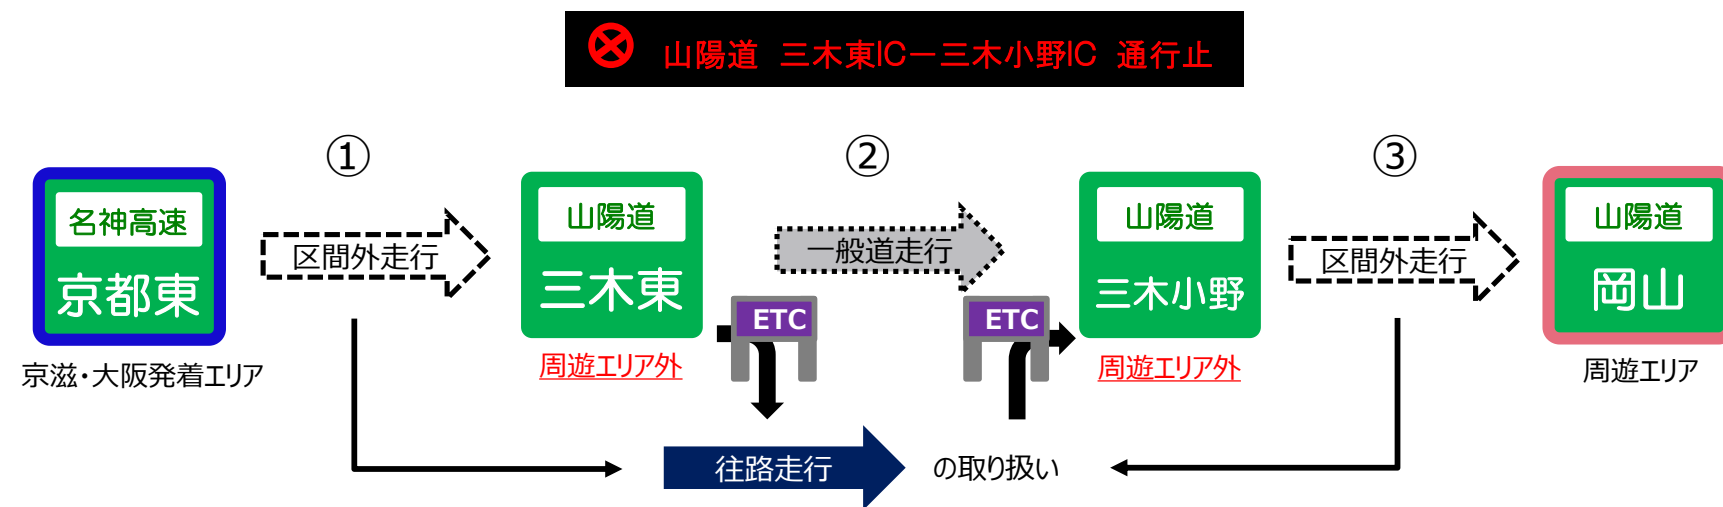 山陽道 三木東IC－三木小野IC 通行止
① ② ③
名神高速
京都東
京滋・大阪発着エリア
区間外走行
山陽道
三木東
周遊エリア外
一般道走行
ETC
ETC
山陽道
三木小野
周遊エリア外
区間外走行
山陽道
岡山
周遊エリア
往路走行 の取り扱い